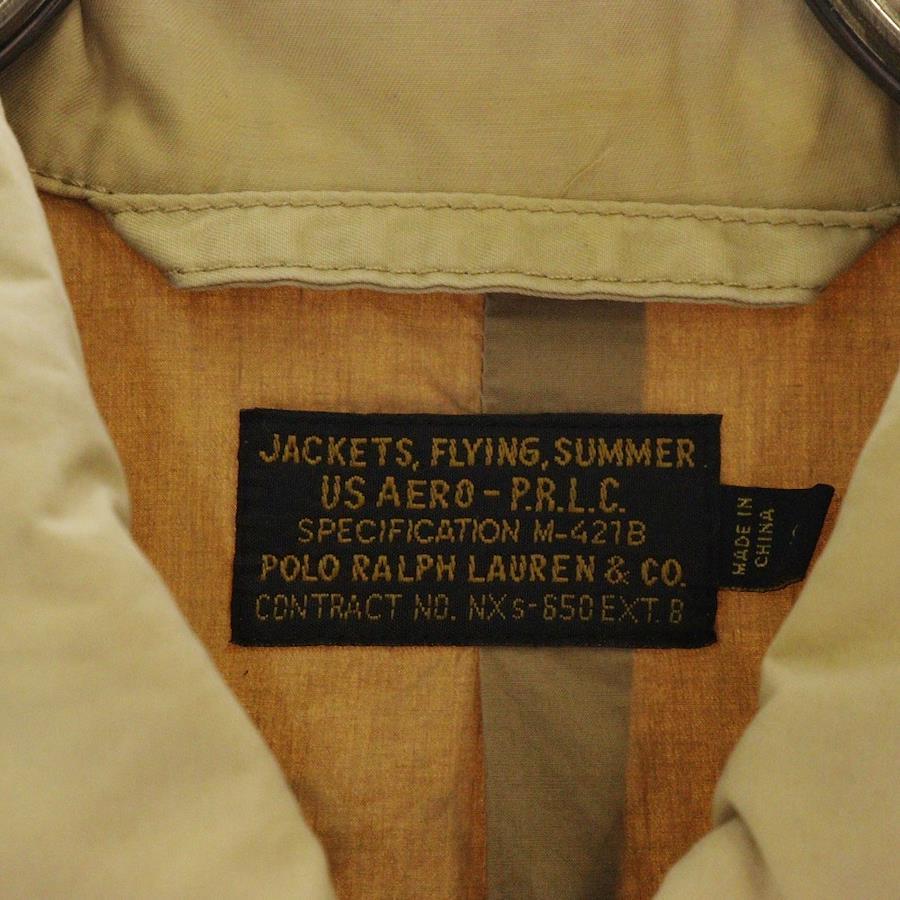 JACKETS, FLYING, SUMMER
US AERO - P.R.L.C.
SPECIFICATION M-421B
POLO RALPH LAUREN & CO.
CONTRACT NO. NXs-650 EXT. 8
MADE IN
CHINA